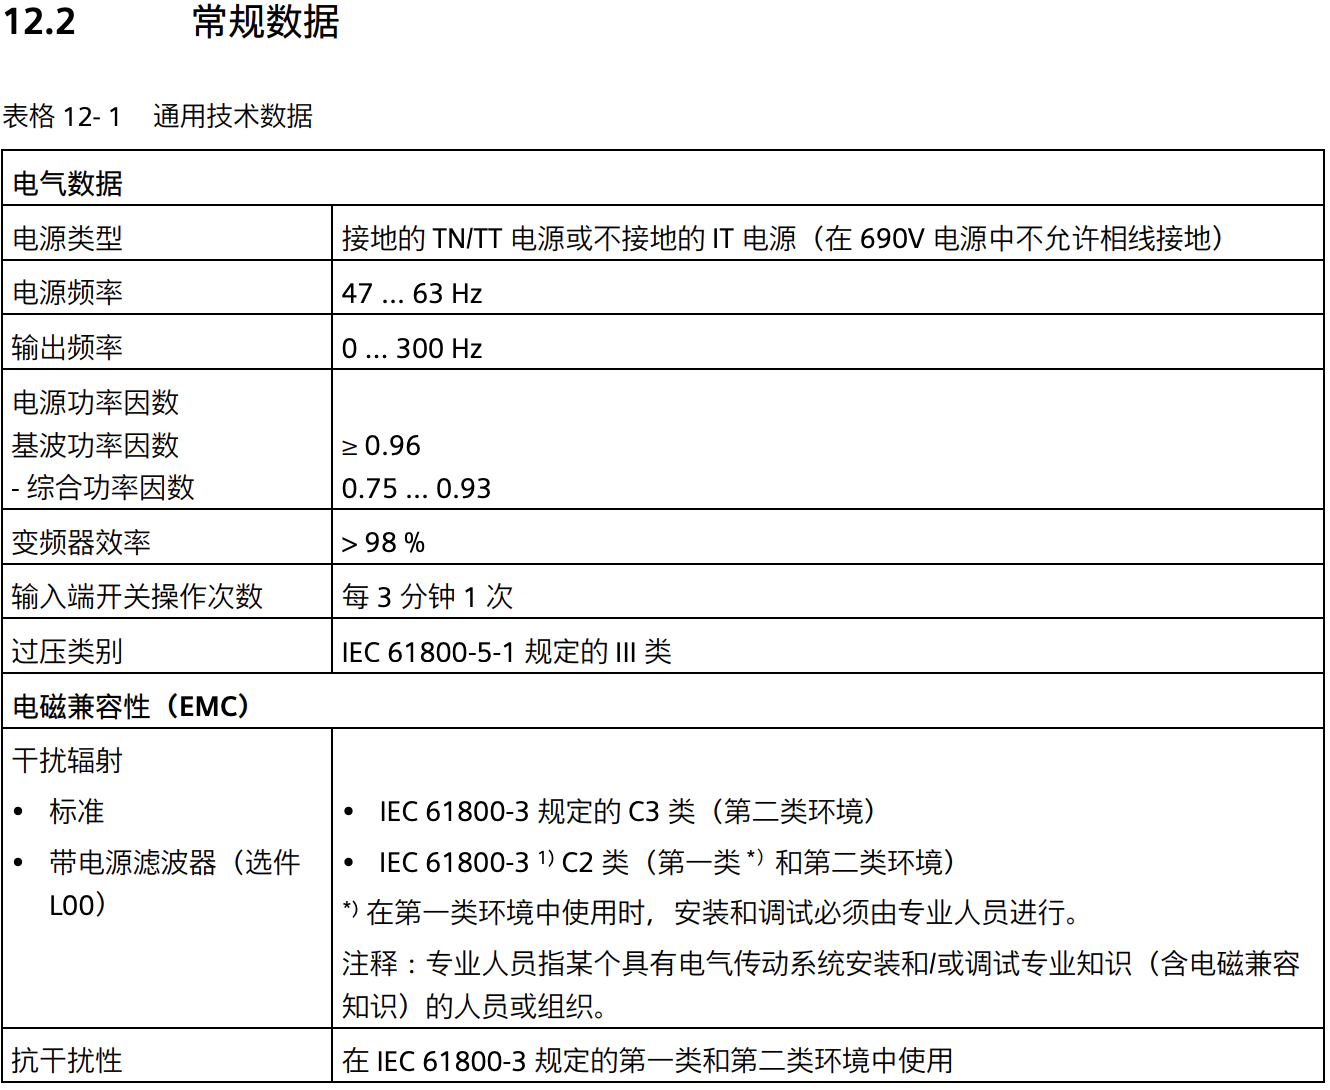 12.2 常规数据
表格 12- 1 通用技术数据
电气数据
电源类型 接地的 TN/TT 电源或不接地的 IT 电源（在 690V 电源中不允许相线接地）
电源频率 47 ... 63 Hz
输出频率 0 ... 300 Hz
电源功率因数
基波功率因数 ≥ 0.96
- 综合功率因数 0.75 ... 0.93
变频器效率 > 98 %
输入端开关操作次数 每 3 分钟 1 次
过压类别 IEC 61800-5-1 规定的 III 类
电磁兼容性（EMC）
干扰辐射
• 标准 • IEC 61800-3 规定的 C3 类（第二类环境）
• 带电源滤波器（选件 • IEC 61800-3 ¹⁾ C2 类（第一类 *⁾ 和第二类环境）
L00） *⁾ 在第一类环境中使用时，安装和调试必须由专业人员进行。
注释：专业人员指某个具有电气传动系统安装和/或调试专业知识（含电磁兼容
知识）的人员或组织。
抗干扰性 在 IEC 61800-3 规定的第一类和第二类环境中使用